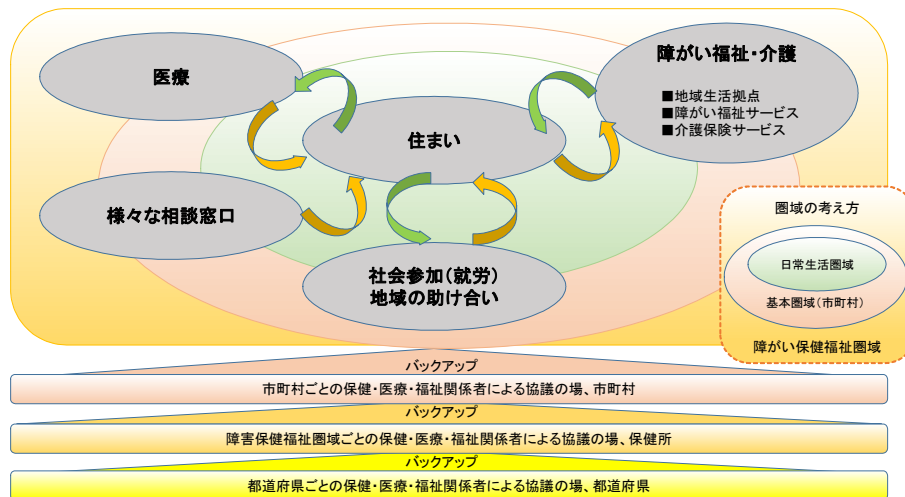 医療
障がい福祉・介護
■地域生活拠点
■障がい福祉サービス
■介護保険サービス
住まい
様々な相談窓口
社会参加(就労)
地域の助け合い
圏域の考え方
日常生活圏域
基本圏域(市町村)
障がい保健福祉圏域
バックアップ
市町村ごとの保健・医療・福祉関係者による協議の場、市町村
バックアップ
障害保健福祉圏域ごとの保健・医療・福祉関係者による協議の場、保健所
バックアップ
都道府県ごとの保健・医療・福祉関係者による協議の場、都道府県